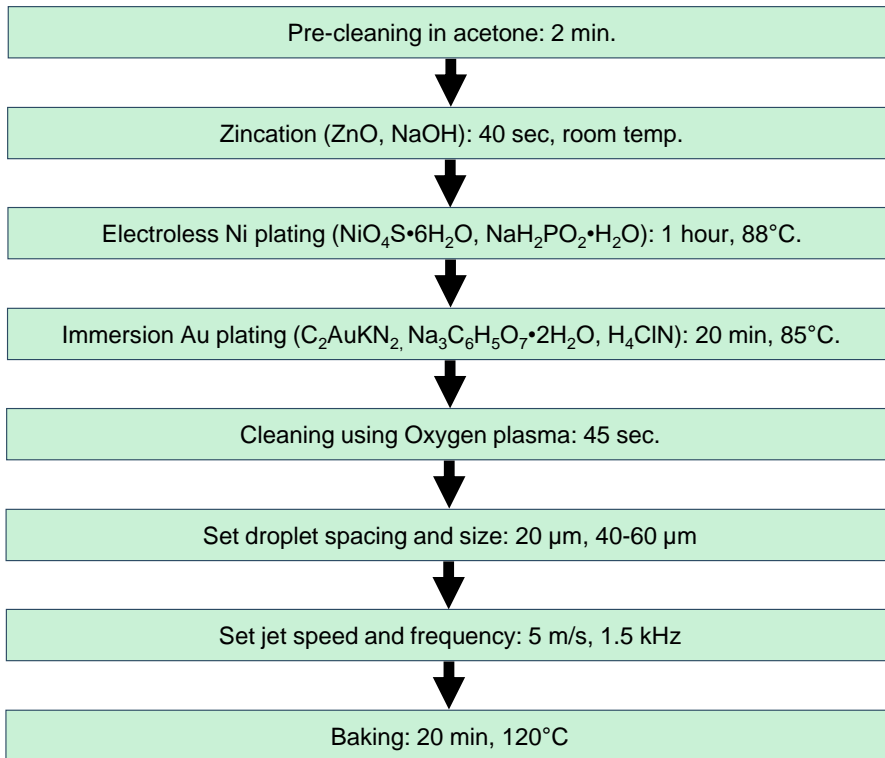 Pre-cleaning in acetone: 2 min.
Zincation (ZnO, NaOH): 40 sec, room temp.
Electroless Ni plating (NiO₄S•6H₂O, NaH₂PO₂•H₂O): 1 hour, 88°C.
Immersion Au plating (C₂AuKN₂, Na₃C₆H₅O₇•2H₂O, H₄ClN): 20 min, 85°C.
Cleaning using Oxygen plasma: 45 sec.
Set droplet spacing and size: 20 µm, 40-60 µm
Set jet speed and frequency: 5 m/s, 1.5 kHz
Baking: 20 min, 120°C